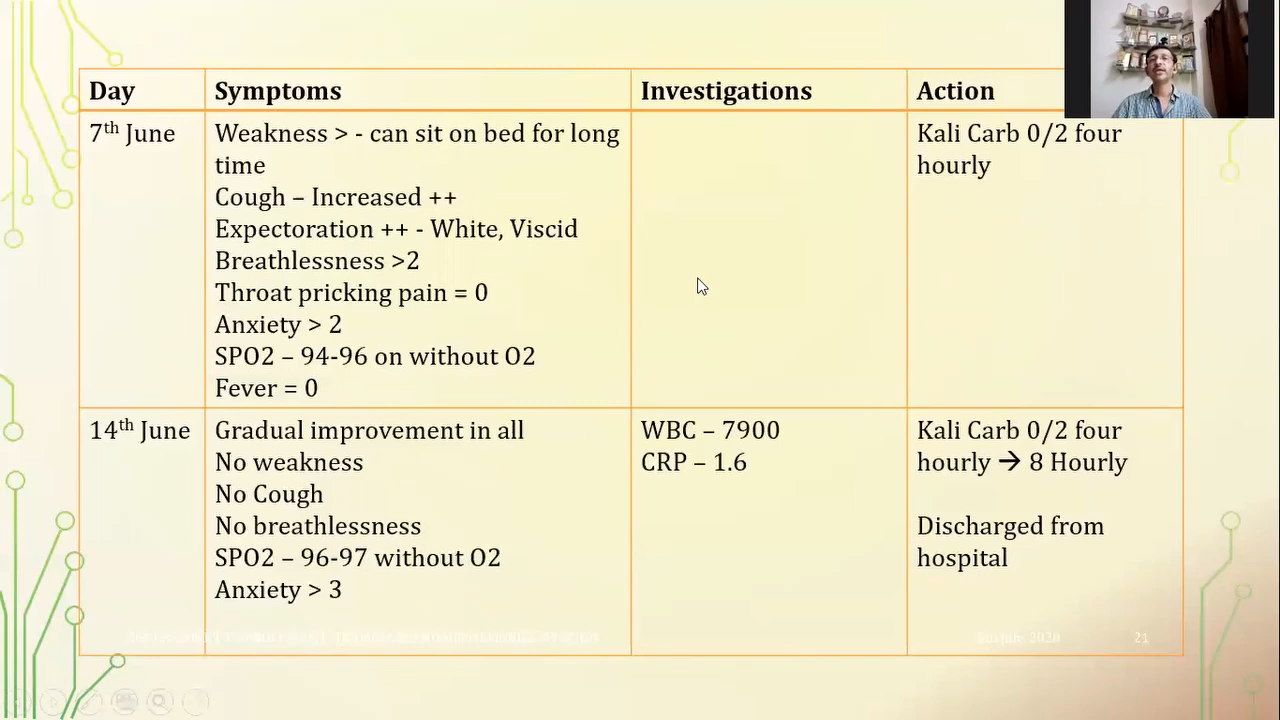 Day
Symptoms
Investigations
Action
7th June
Weakness > - can sit on bed for long
time
Cough – Increased ++
Expectoration ++ - White, Viscid
Breathlessness >2
Throat pricking pain = 0
Anxiety > 2
SPO2 – 94-96 on without O2
Fever = 0
Kali Carb 0/2 four
hourly
14th June
Gradual improvement in all
No weakness
No Cough
No breathlessness
SPO2 – 96-97 without O2
Anxiety > 3
WBC – 7900
CRP – 1.6
Kali Carb 0/2 four
hourly → 8 Hourly
Discharged from
hospital
2020
21